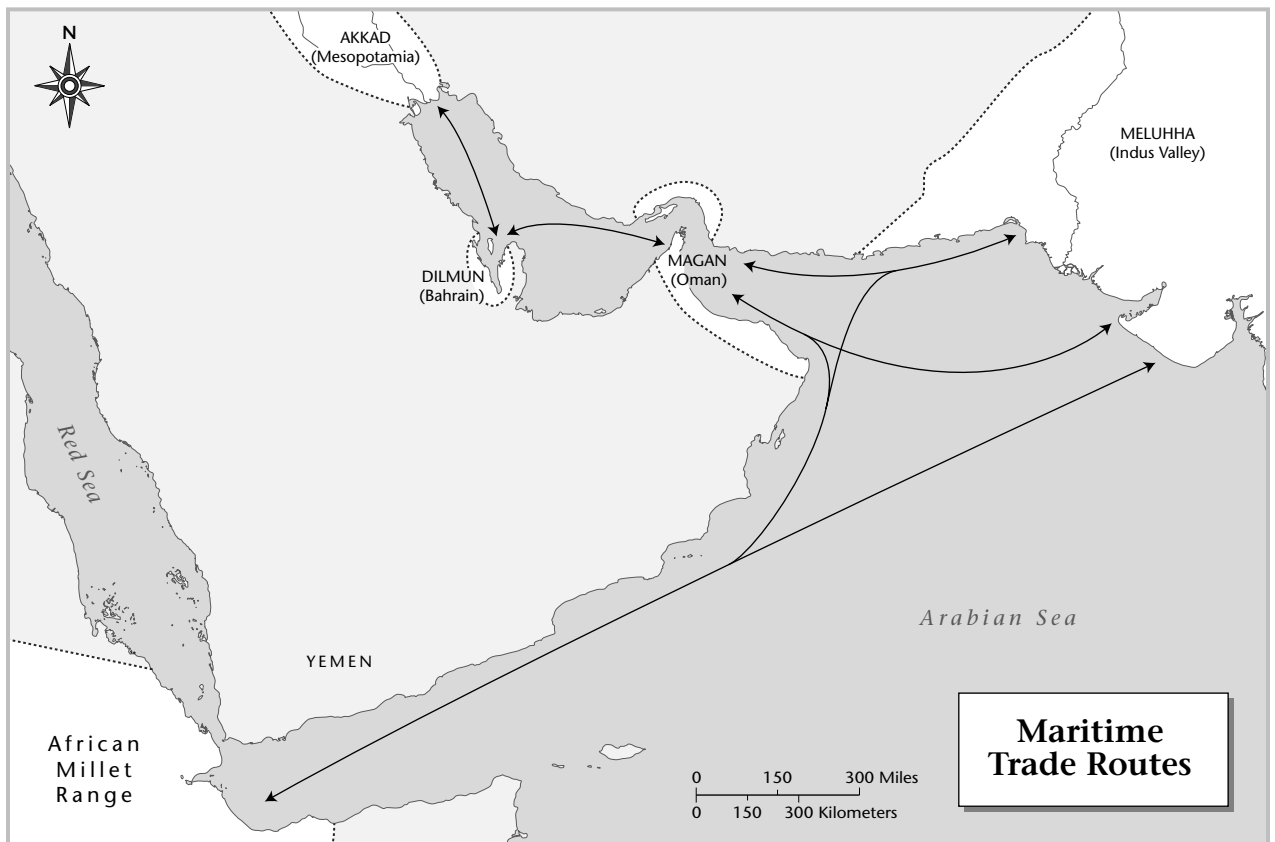 N
AKKAD
(Mesopotamia)
MELUHHA
(Indus Valley)
DILMUN
(Bahrain)
MAGAN
(Oman)
Red Sea
Arabian Sea
YEMEN
African
Millet
Range
Maritime
Trade Routes
0 150 300 Miles
0 150 300 Kilometers